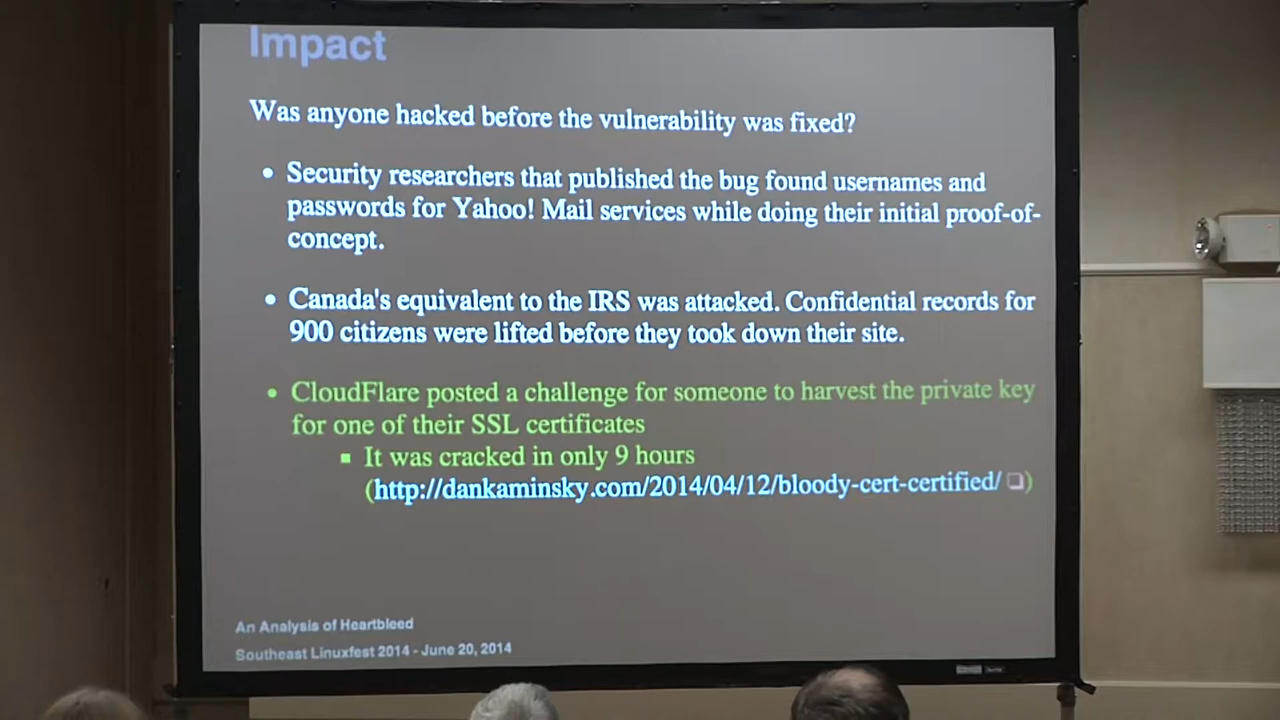 Impact
Was anyone hacked before the vulnerability was fixed?
• Security researchers that published the bug found usernames and
passwords for Yahoo! Mail services while doing their initial proof-of-
concept.
• Canada's equivalent to the IRS was attacked. Confidential records for
900 citizens were lifted before they took down their site.
• CloudFlare posted a challenge for someone to harvest the private key
for one of their SSL certificates
▪ It was cracked in only 9 hours
(http://dankaminsky.com/2014/04/12/bloody-cert-certified/ ❏)
An Analysis of Heartbleed
Southeast Linuxfest 2014 - June 20, 2014